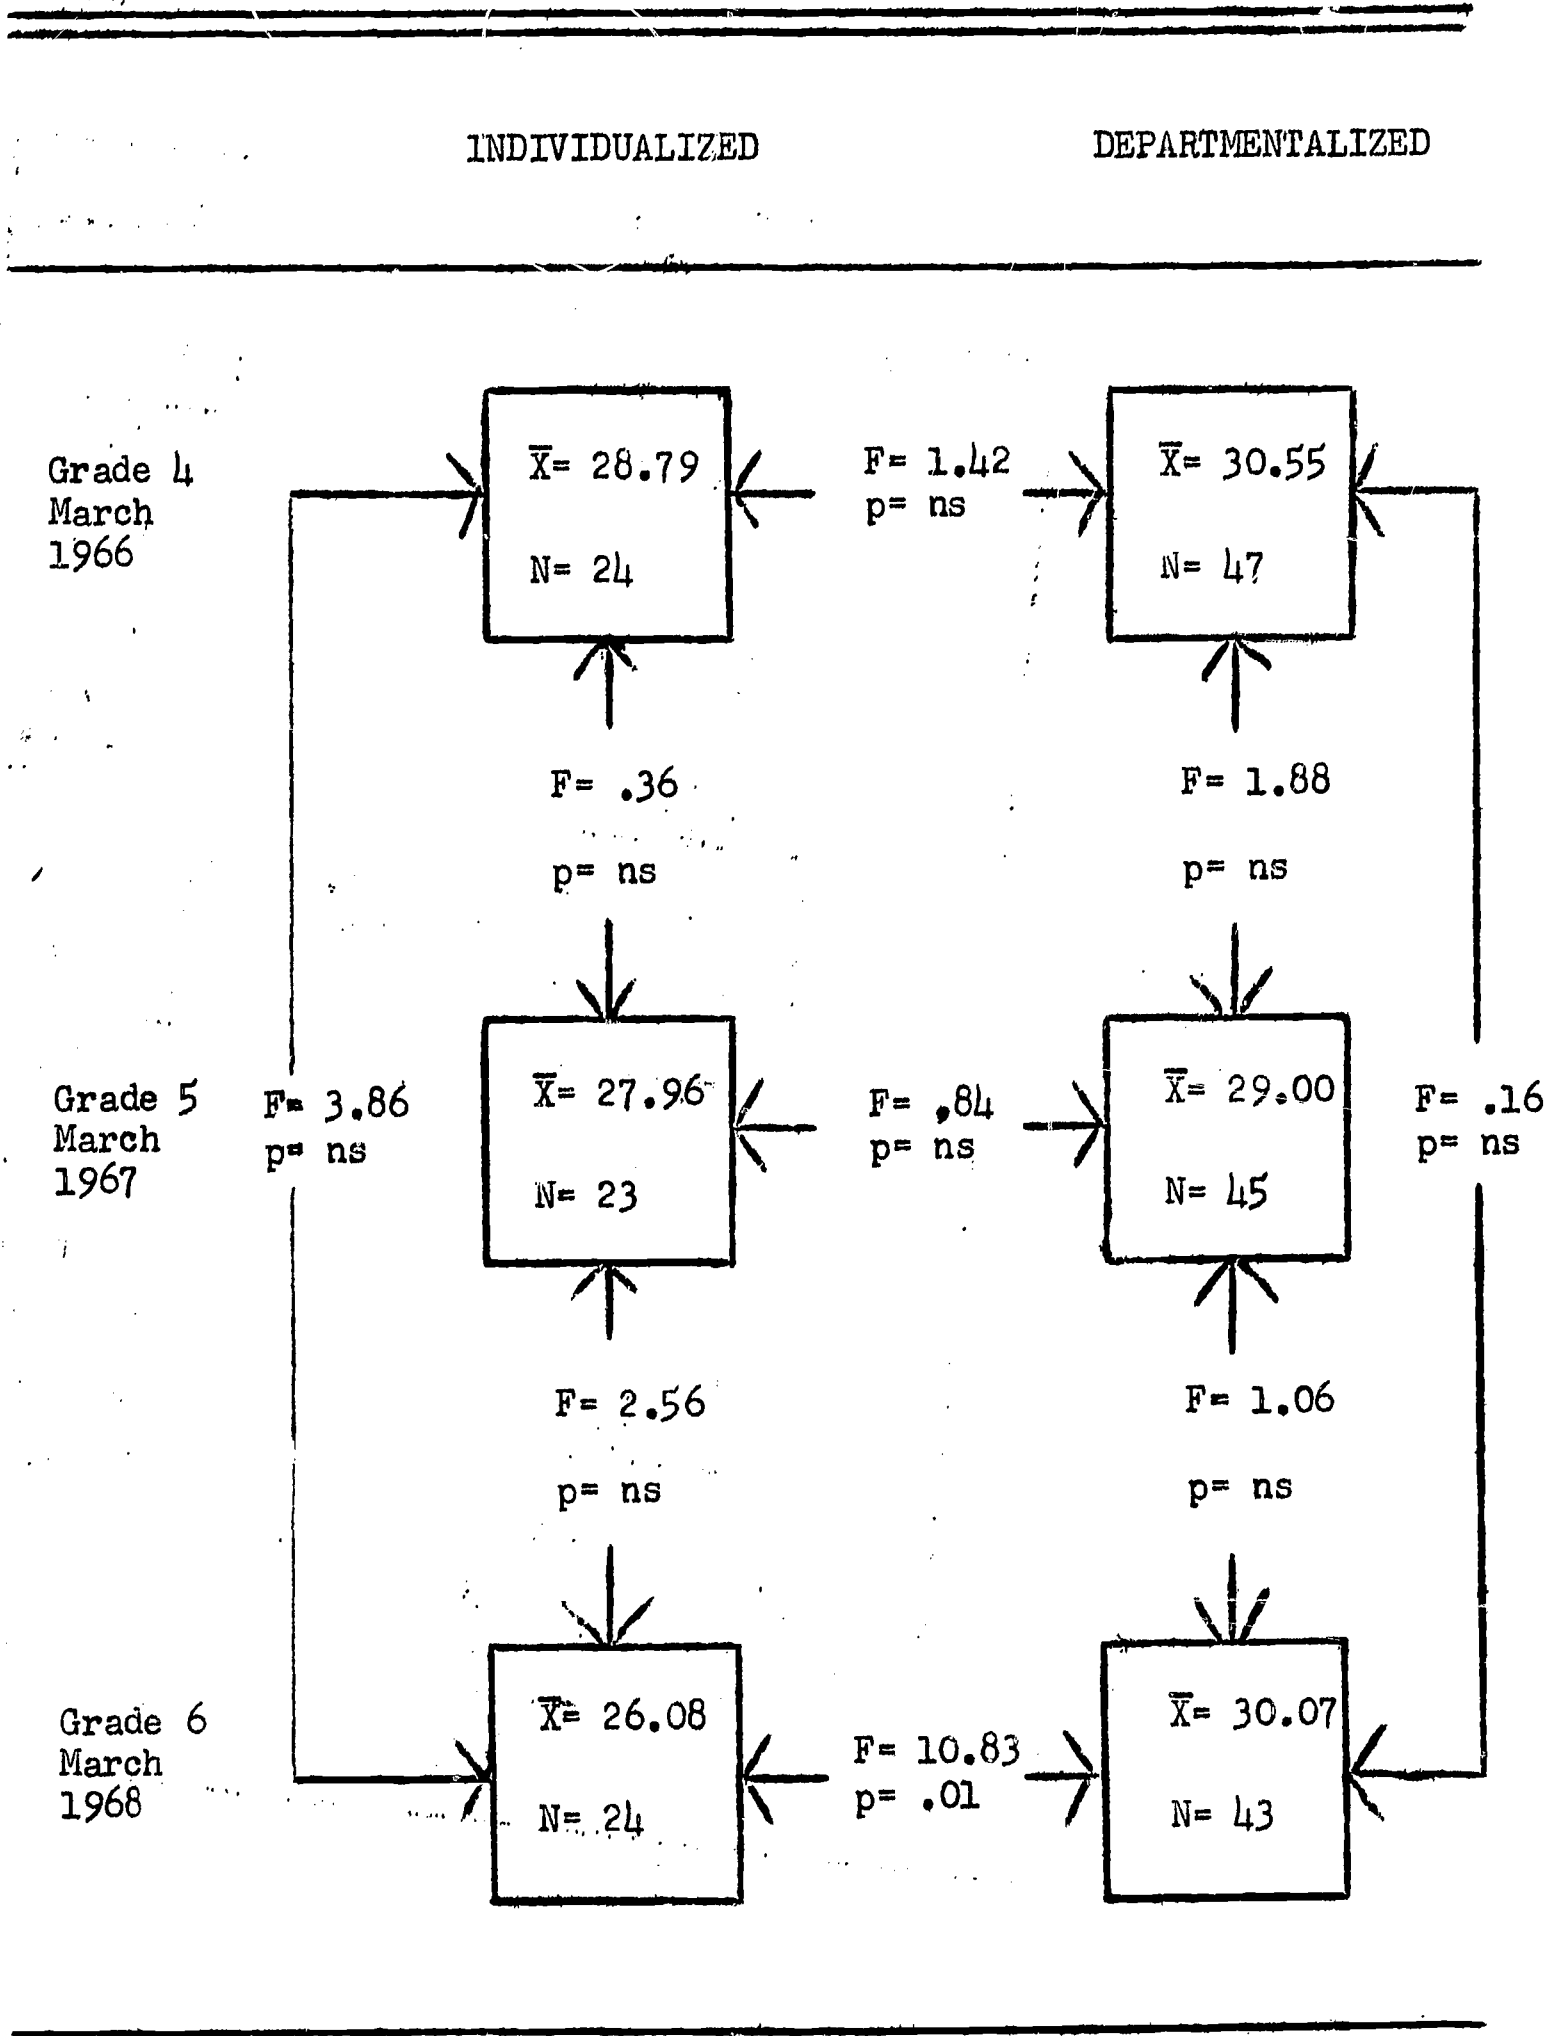 INDIVIDUALIZED DEPARTMENTALIZED
Grade 4
March
1966
X̅= 28.79
N= 24
F= 1.42
p= ns
X̅= 30.55
N= 47
F= .36
p= ns
F= 1.88
p= ns
Grade 5
March
1967
F= 3.86
p= ns
X̅= 27.96
N= 23
F= .84
p= ns
X̅= 29.00
N= 45
F= .16
p= ns
F= 2.56
p= ns
F= 1.06
p= ns
Grade 6
March
1968
X̅= 26.08
N= 24
F= 10.83
p= .01
X̅= 30.07
N= 43